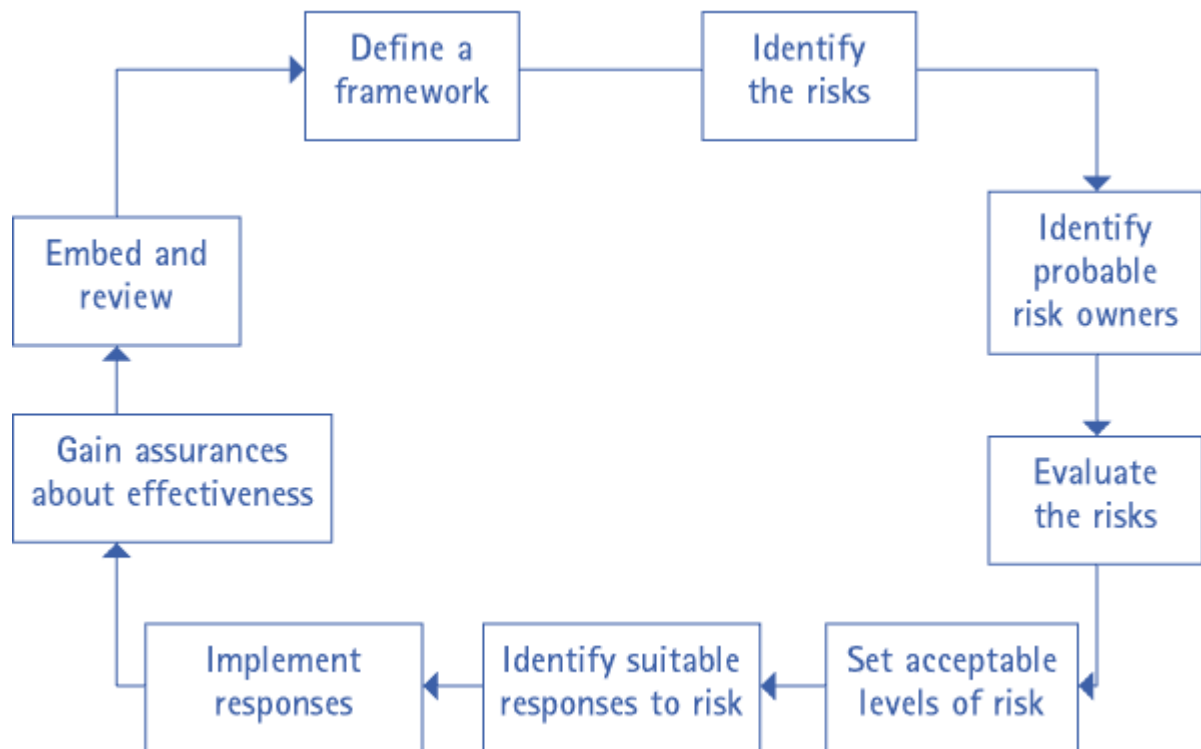 Define a
framework
Identify
the risks
Identify
probable
risk owners
Evaluate
the risks
Set acceptable
levels of risk
Identify suitable
responses to risk
Implement
responses
Gain assurances
about effectiveness
Embed and
review